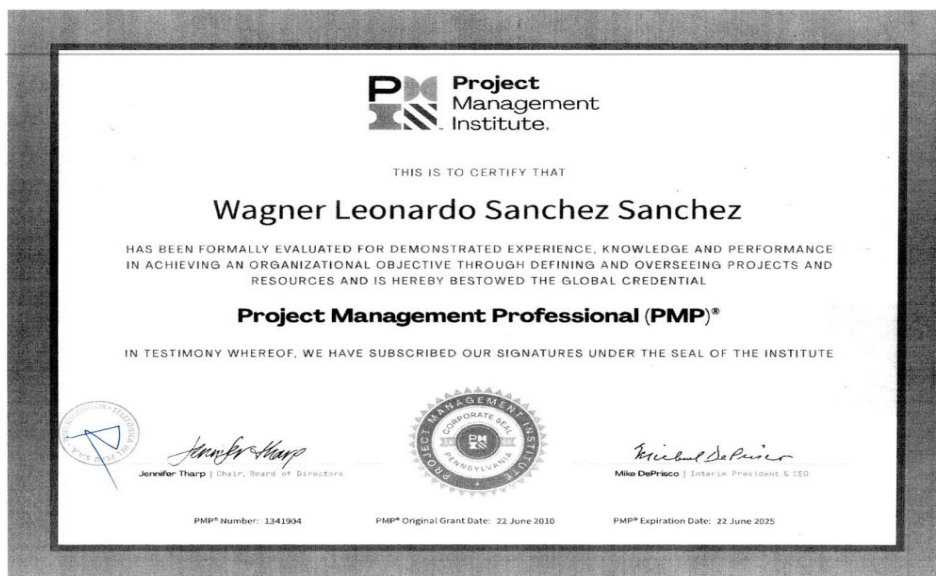 Project
Management
Institute.
THIS IS TO CERTIFY THAT
Wagner Leonardo Sanchez Sanchez
HAS BEEN FORMALLY EVALUATED FOR DEMONSTRATED EXPERIENCE, KNOWLEDGE AND PERFORMANCE
IN ACHIEVING AN ORGANIZATIONAL OBJECTIVE THROUGH DEFINING AND OVERSEEING PROJECTS AND
RESOURCES AND IS HEREBY BESTOWED THE GLOBAL CREDENTIAL
Project Management Professional (PMP)®
IN TESTIMONY WHEREOF, WE HAVE SUBSCRIBED OUR SIGNATURES UNDER THE SEAL OF THE INSTITUTE
TELEFÓNICA DEL PERÚ S.A.A.
PROJECT MANAGEMENT INSTITUTE
CORPORATE SEAL
PENNSYLVANIA
Jennifer Tharp | Chair, Board of Directors
Mike DePrisco | Interim President & CEO
PMP® Number: 1341904
PMP® Original Grant Date: 22 June 2010
PMP® Expiration Date: 22 June 2025